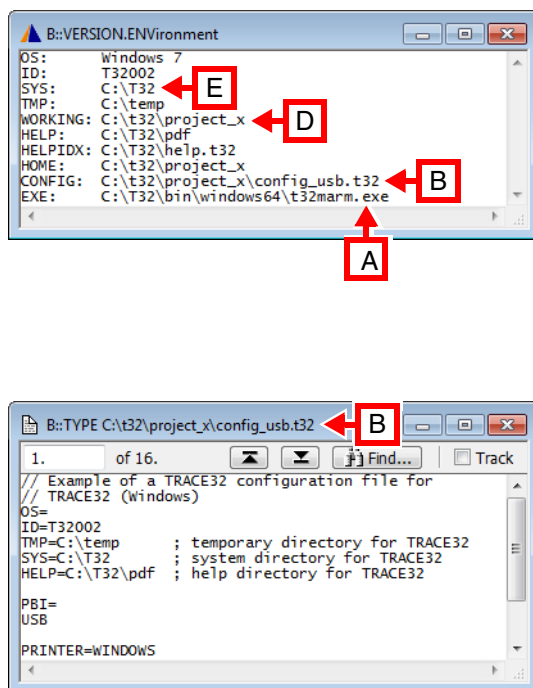 B::VERSION.ENVironment
OS: Windows 7
ID: T32002
SYS: C:\T32 E
TMP: C:\temp
WORKING: C:\t32\project_x D
HELP: C:\T32\pdf
HELPIDX: C:\T32\help.t32
HOME: C:\t32\project_x
CONFIG: C:\t32\project_x\config_usb.t32 B
EXE: C:\T32\bin\windows64\t32marm.exe
A
B::TYPE C:\t32\project_x\config_usb.t32 B
1. of 16. Find... Track
// Example of a TRACE32 configuration file for
// TRACE32 (Windows)
OS=
ID=T32002
TMP=C:\temp ; temporary directory for TRACE32
SYS=C:\T32 ; system directory for TRACE32
HELP=C:\T32\pdf ; help directory for TRACE32
PBI=
USB
PRINTER=WINDOWS